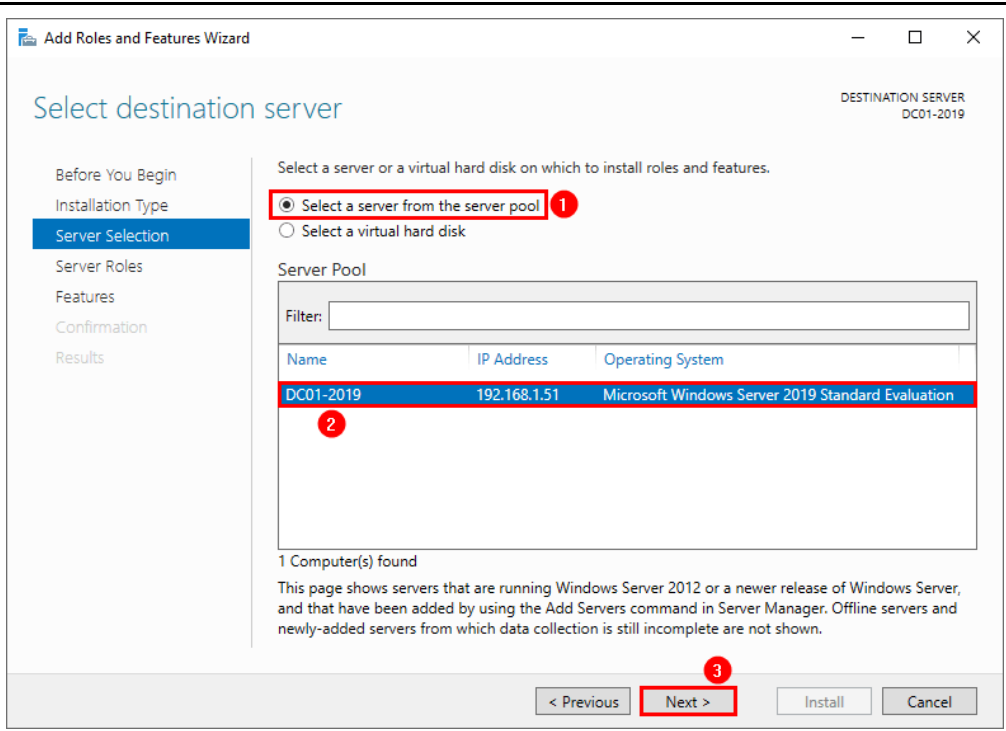 Add Roles and Features Wizard
Select destination server
DESTINATION SERVER
DC01-2019
Before You Begin
Installation Type
Server Selection
Server Roles
Features
Confirmation
Results
Select a server or a virtual hard disk on which to install roles and features.
Select a server from the server pool 1
Select a virtual hard disk
Server Pool
Filter:
Name IP Address Operating System
DC01-2019 192.168.1.51 Microsoft Windows Server 2019 Standard Evaluation
2
1 Computer(s) found
This page shows servers that are running Windows Server 2012 or a newer release of Windows Server,
and that have been added by using the Add Servers command in Server Manager. Offline servers and
newly-added servers from which data collection is still incomplete are not shown.
3
< Previous Next > Install Cancel